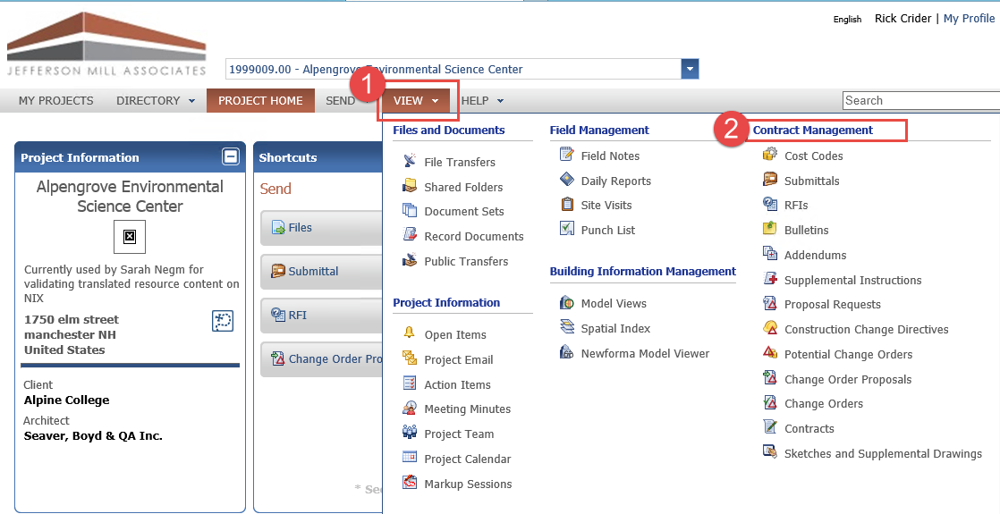 English Rick Crider | My Profile
JEFFERSON MILL ASSOCIATES
1999009.00 - Alpengrove Environmental Science Center
1
MY PROJECTS DIRECTORY PROJECT HOME SEND VIEW HELP Search
2
Project Information
Alpengrove Environmental
Science Center
Currently used by Sarah Negm for
validating translated resource content on
NIX
1750 elm street
manchester NH
United States
Client
Alpine College
Architect
Seaver, Boyd & QA Inc.
Shortcuts
Send
Files
Submittal
RFI
Change Order Pro
* Se
Files and Documents
File Transfers
Shared Folders
Document Sets
Record Documents
Public Transfers
Project Information
Open Items
Project Email
Action Items
Meeting Minutes
Project Team
Project Calendar
Markup Sessions
Field Management
Field Notes
Daily Reports
Site Visits
Punch List
Building Information Management
Model Views
Spatial Index
Newforma Model Viewer
Contract Management
Cost Codes
Submittals
RFIs
Bulletins
Addendums
Supplemental Instructions
Proposal Requests
Construction Change Directives
Potential Change Orders
Change Order Proposals
Change Orders
Contracts
Sketches and Supplemental Drawings